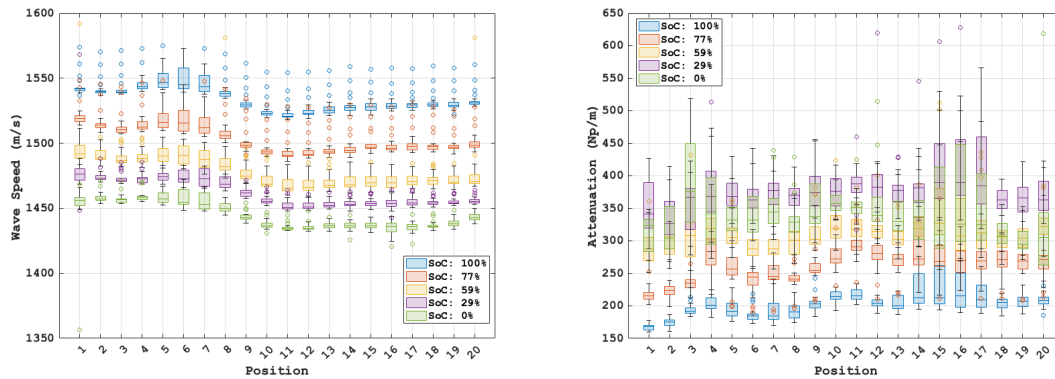 1600
1550
1500
1450
1400
1350
Wave Speed (m/s)
SoC: 100%
SoC: 77%
SoC: 59%
SoC: 29%
SoC: 0%
1 2 3 4 5 6 7 8 9 10 11 12 13 14 15 16 17 18 19 20
Position
650
600
550
500
450
400
350
300
250
200
150
Attenuation (Np/m)
SoC: 100%
SoC: 77%
SoC: 59%
SoC: 29%
SoC: 0%
1 2 3 4 5 6 7 8 9 10 11 12 13 14 15 16 17 18 19 20
Position